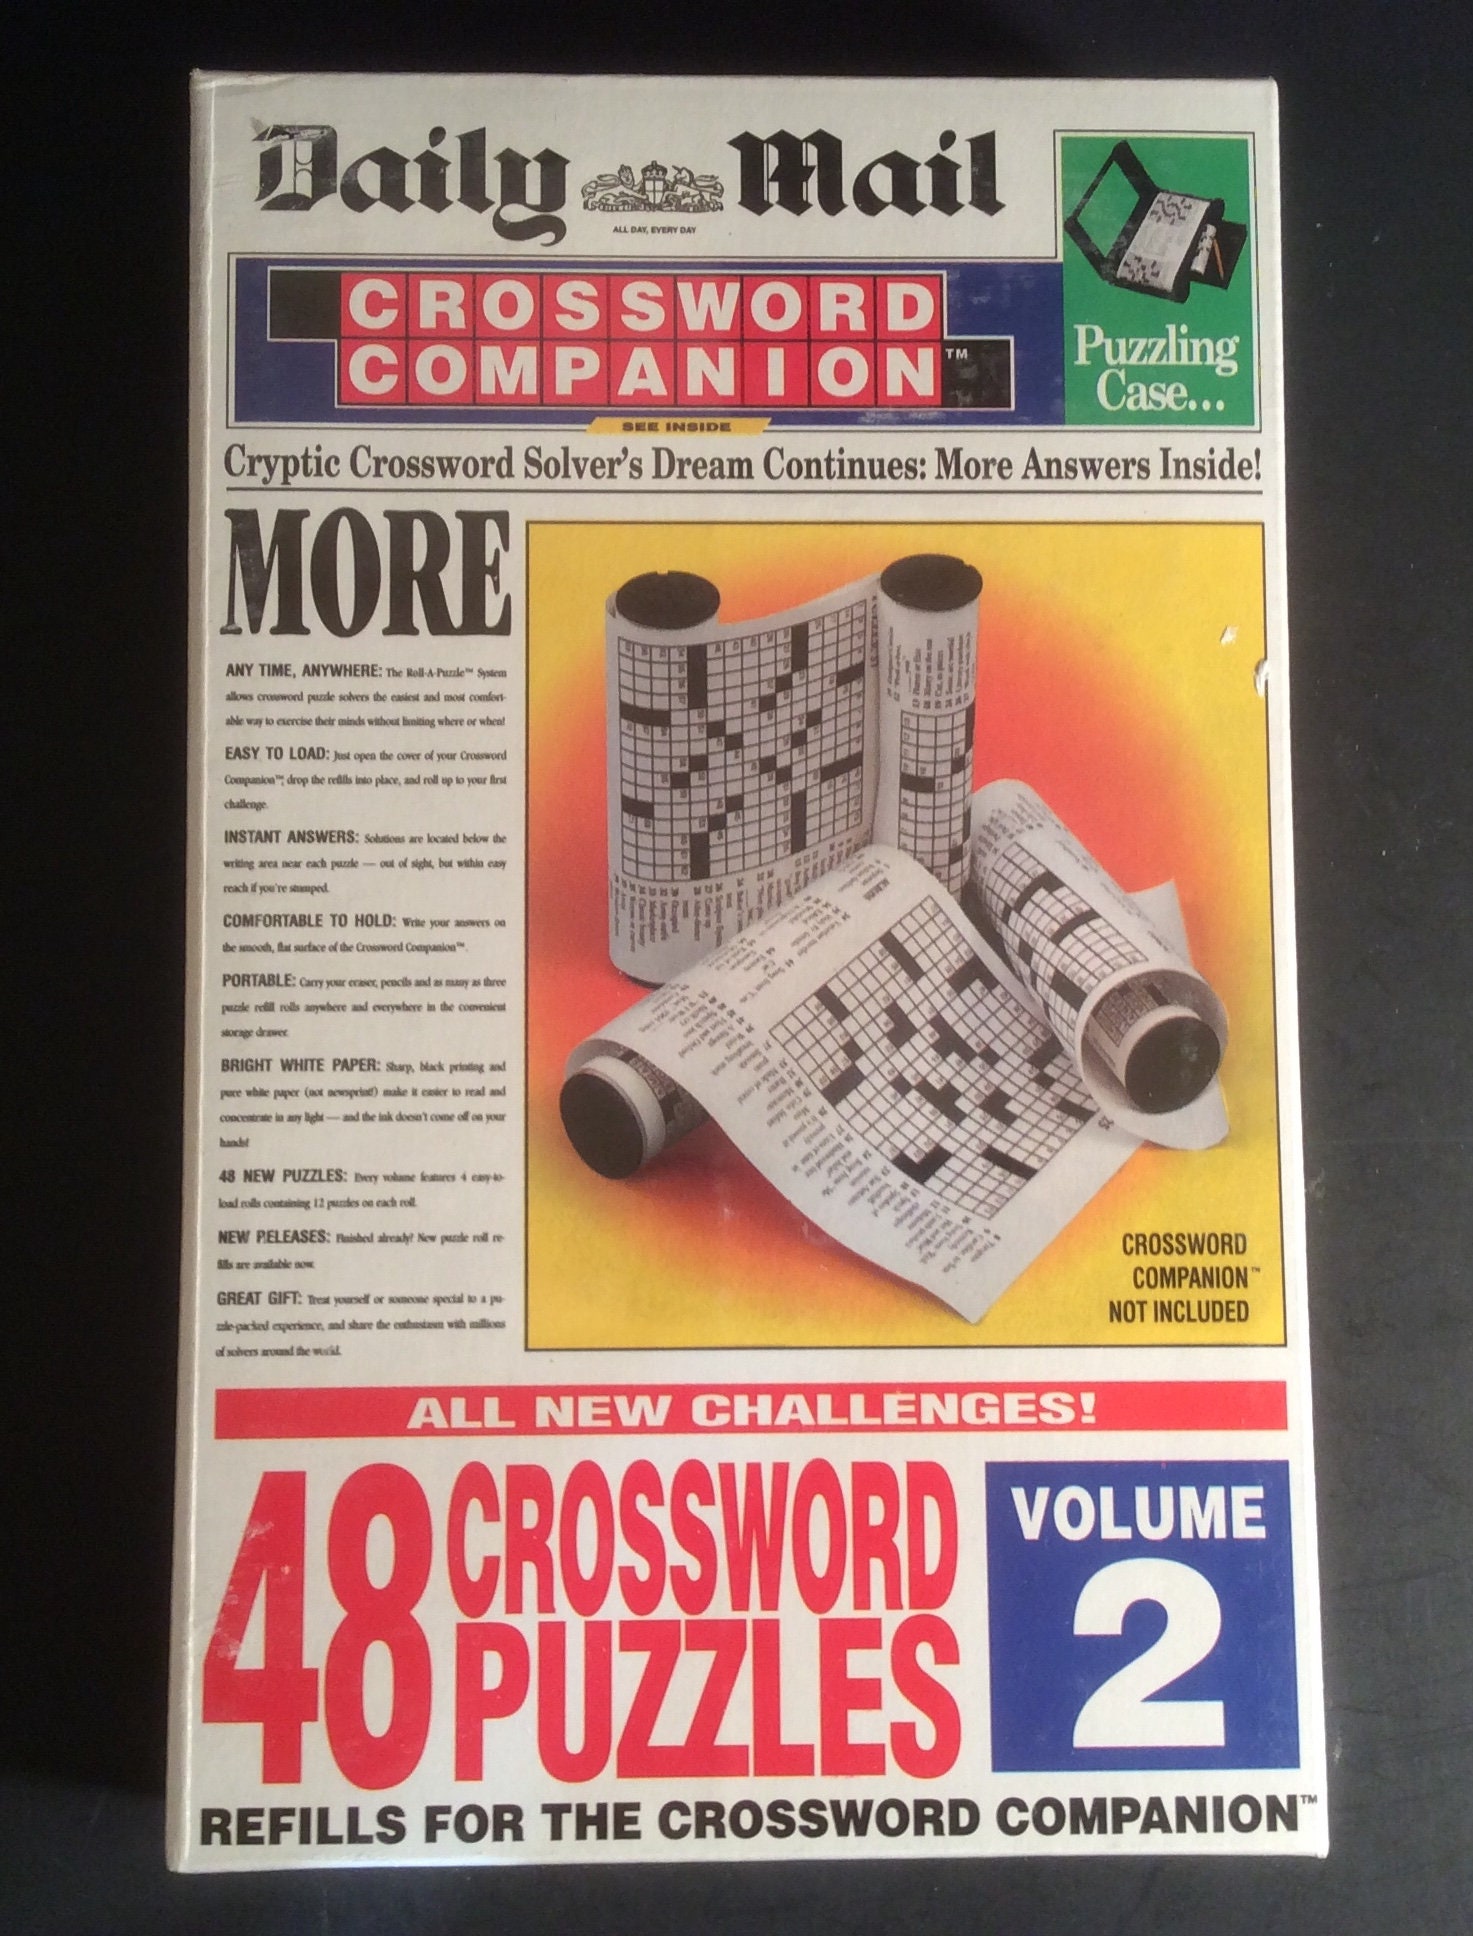 Daily Mail
ALL DAY, EVERY DAY
CROSSWORD
COMPANION™
SEE INSIDE
Puzzling
Case...
Cryptic Crossword Solver's Dream Continues: More Answers Inside!
MORE
ANY TIME, ANYWHERE: The Roll-A-Puzzle™ System
allows crossword puzzle solvers the easiest and most comfort-
able way to exercise their minds without limiting where or when!
EASY TO LOAD: Just open the cover of your Crossword
Companion™, drop the refills into place, and roll up to your first
challenge.
INSTANT ANSWERS: Solutions are located below the
writing area near each puzzle — out of sight, but within easy
reach if you're stumped.
COMFORTABLE TO HOLD: Write your answers on
the smooth, flat surface of the Crossword Companion™.
PORTABLE: Carry your eraser, pencils and as many as three
puzzle refill rolls anywhere and everywhere in the convenient
storage drawer.
BRIGHT WHITE PAPER: Sharp, black printing and
pure white paper (not newsprint!) make it easier to read and
concentrate in any light — and the ink doesn't come off on your
hands!
48 NEW PUZZLES: Every volume features 4 easy-to-
load rolls containing 12 puzzles on each roll.
NEW RELEASES: Finished already? New puzzle roll re-
fills are available now.
GREAT GIFT: Treat yourself or someone special to a pu-
zzle-packed experience, and share the enthusiasm with millions
of solvers around the world.
CROSSWORD
COMPANION™
NOT INCLUDED
ALL NEW CHALLENGES!
48 CROSSWORD
PUZZLES
VOLUME
2
REFILLS FOR THE CROSSWORD COMPANION™